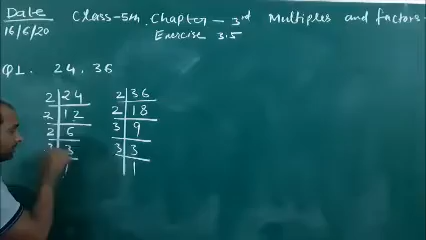 Date Class-5th Chapter - 3rd Multiples and factors.
16/6/20 Exercise 3.5
Q1. 24, 36
2 24 2 36
2 12 2 18
2 6 3 9
3 3 3 3
1 1